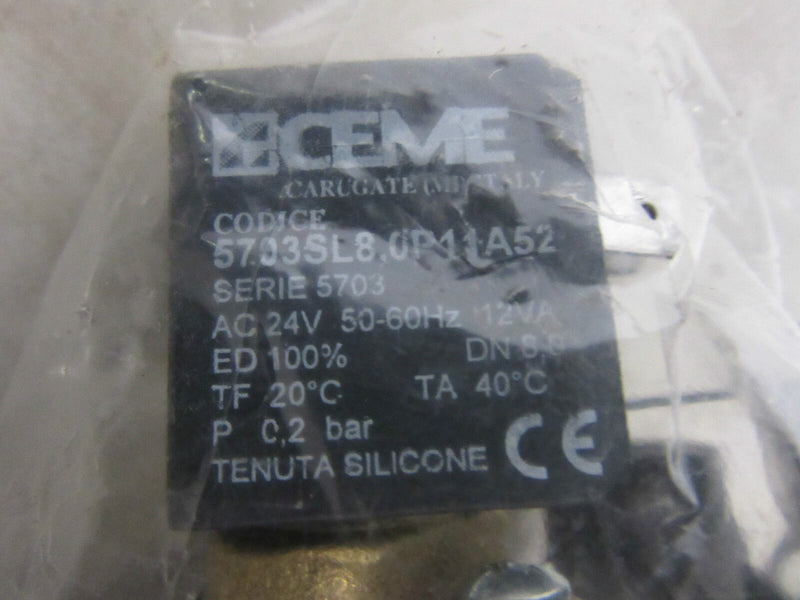 CEME
CARUGATE (MI) ITALY
CODICE
5703SL8,0P11A52
SERIE 5703
AC 24V 50-60Hz 12VA
ED 100% DN 8,0
TF 20°C TA 40°C
P 0,2 bar
TENUTA SILICONE CE